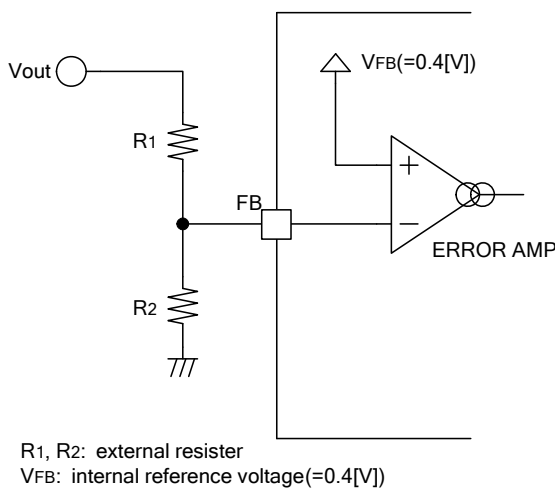 VFB(=0.4[V])
Vout
R1
FB
+
−
ERROR AMP
R2
R1, R2: external resister
VFB: internal reference voltage(=0.4[V])